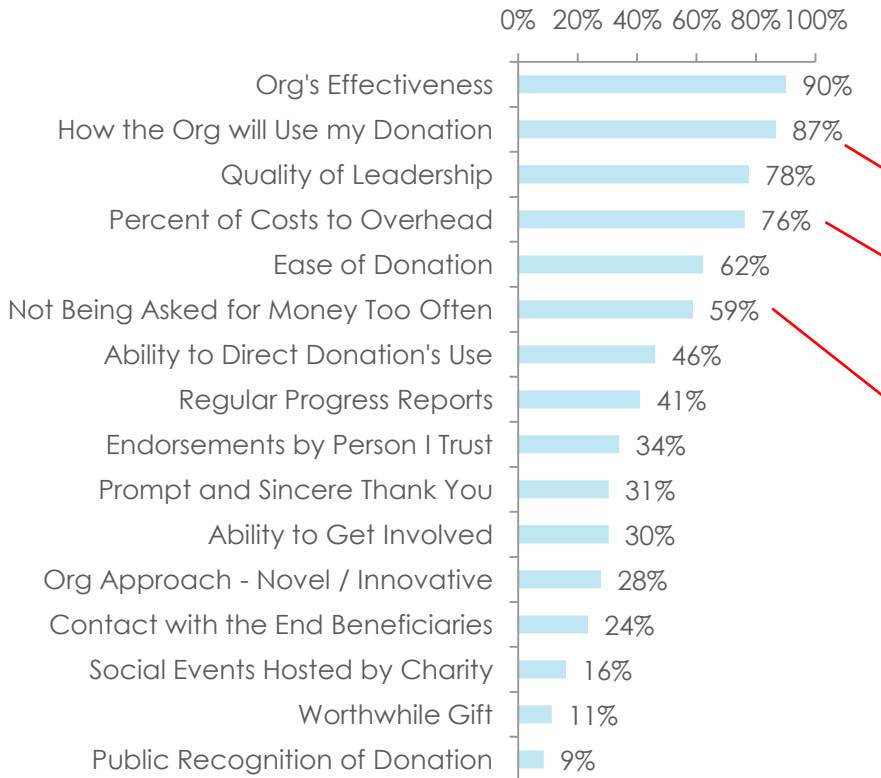 0% 20% 40% 60% 80% 100%
Org's Effectiveness 90%
How the Org will Use my Donation 87%
Quality of Leadership 78%
Percent of Costs to Overhead 76%
Ease of Donation 62%
Not Being Asked for Money Too Often 59%
Ability to Direct Donation's Use 46%
Regular Progress Reports 41%
Endorsements by Person I Trust 34%
Prompt and Sincere Thank You 31%
Ability to Get Involved 30%
Org Approach - Novel / Innovative 28%
Contact with the End Beneficiaries 24%
Social Events Hosted by Charity 16%
Worthwhile Gift 11%
Public Recognition of Donation 9%